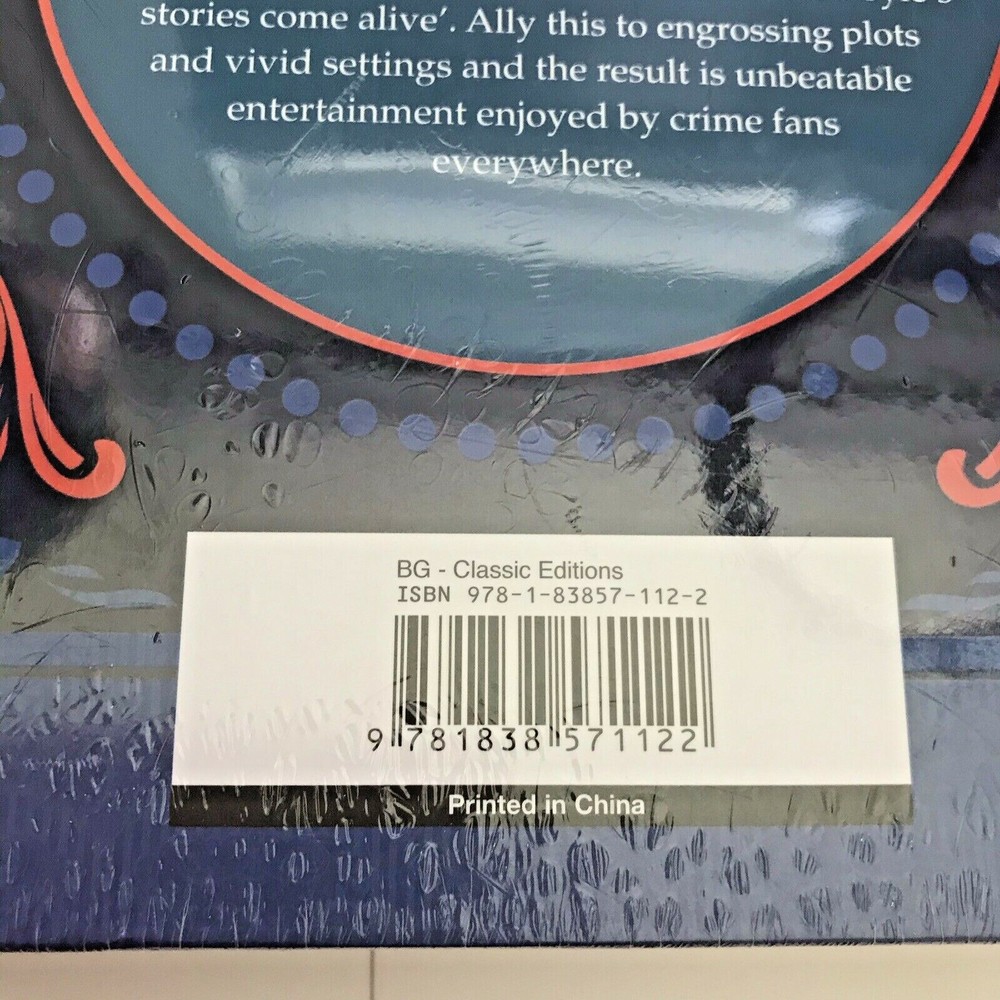 stories come alive’. Ally this to engrossing plots
and vivid settings and the result is unbeatable
entertainment enjoyed by crime fans
everywhere.
BG - Classic Editions
ISBN 978-1-83857-112-2
9 781838 571122
Printed in China